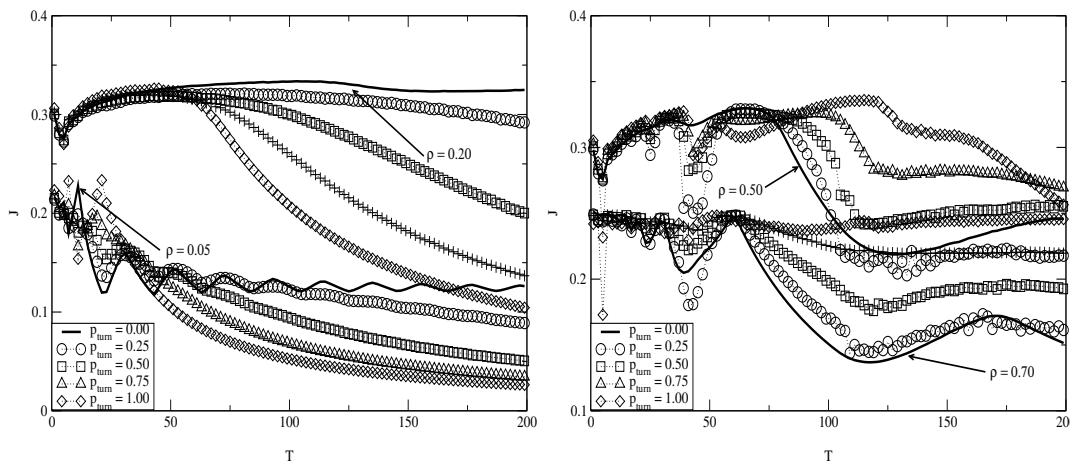 0.4
0.3
0.2
0.1
0
J
ρ = 0.20
ρ = 0.05
p_turn = 0.00
p_turn = 0.25
p_turn = 0.50
p_turn = 0.75
p_turn = 1.00
0 50 100 150 200
T
0.4
0.3
0.2
0.1
J
ρ = 0.50
ρ = 0.70
p_turn = 0.00
p_turn = 0.25
p_turn = 0.50
p_turn = 0.75
p_turn = 1.00
0 50 100 150 20
T